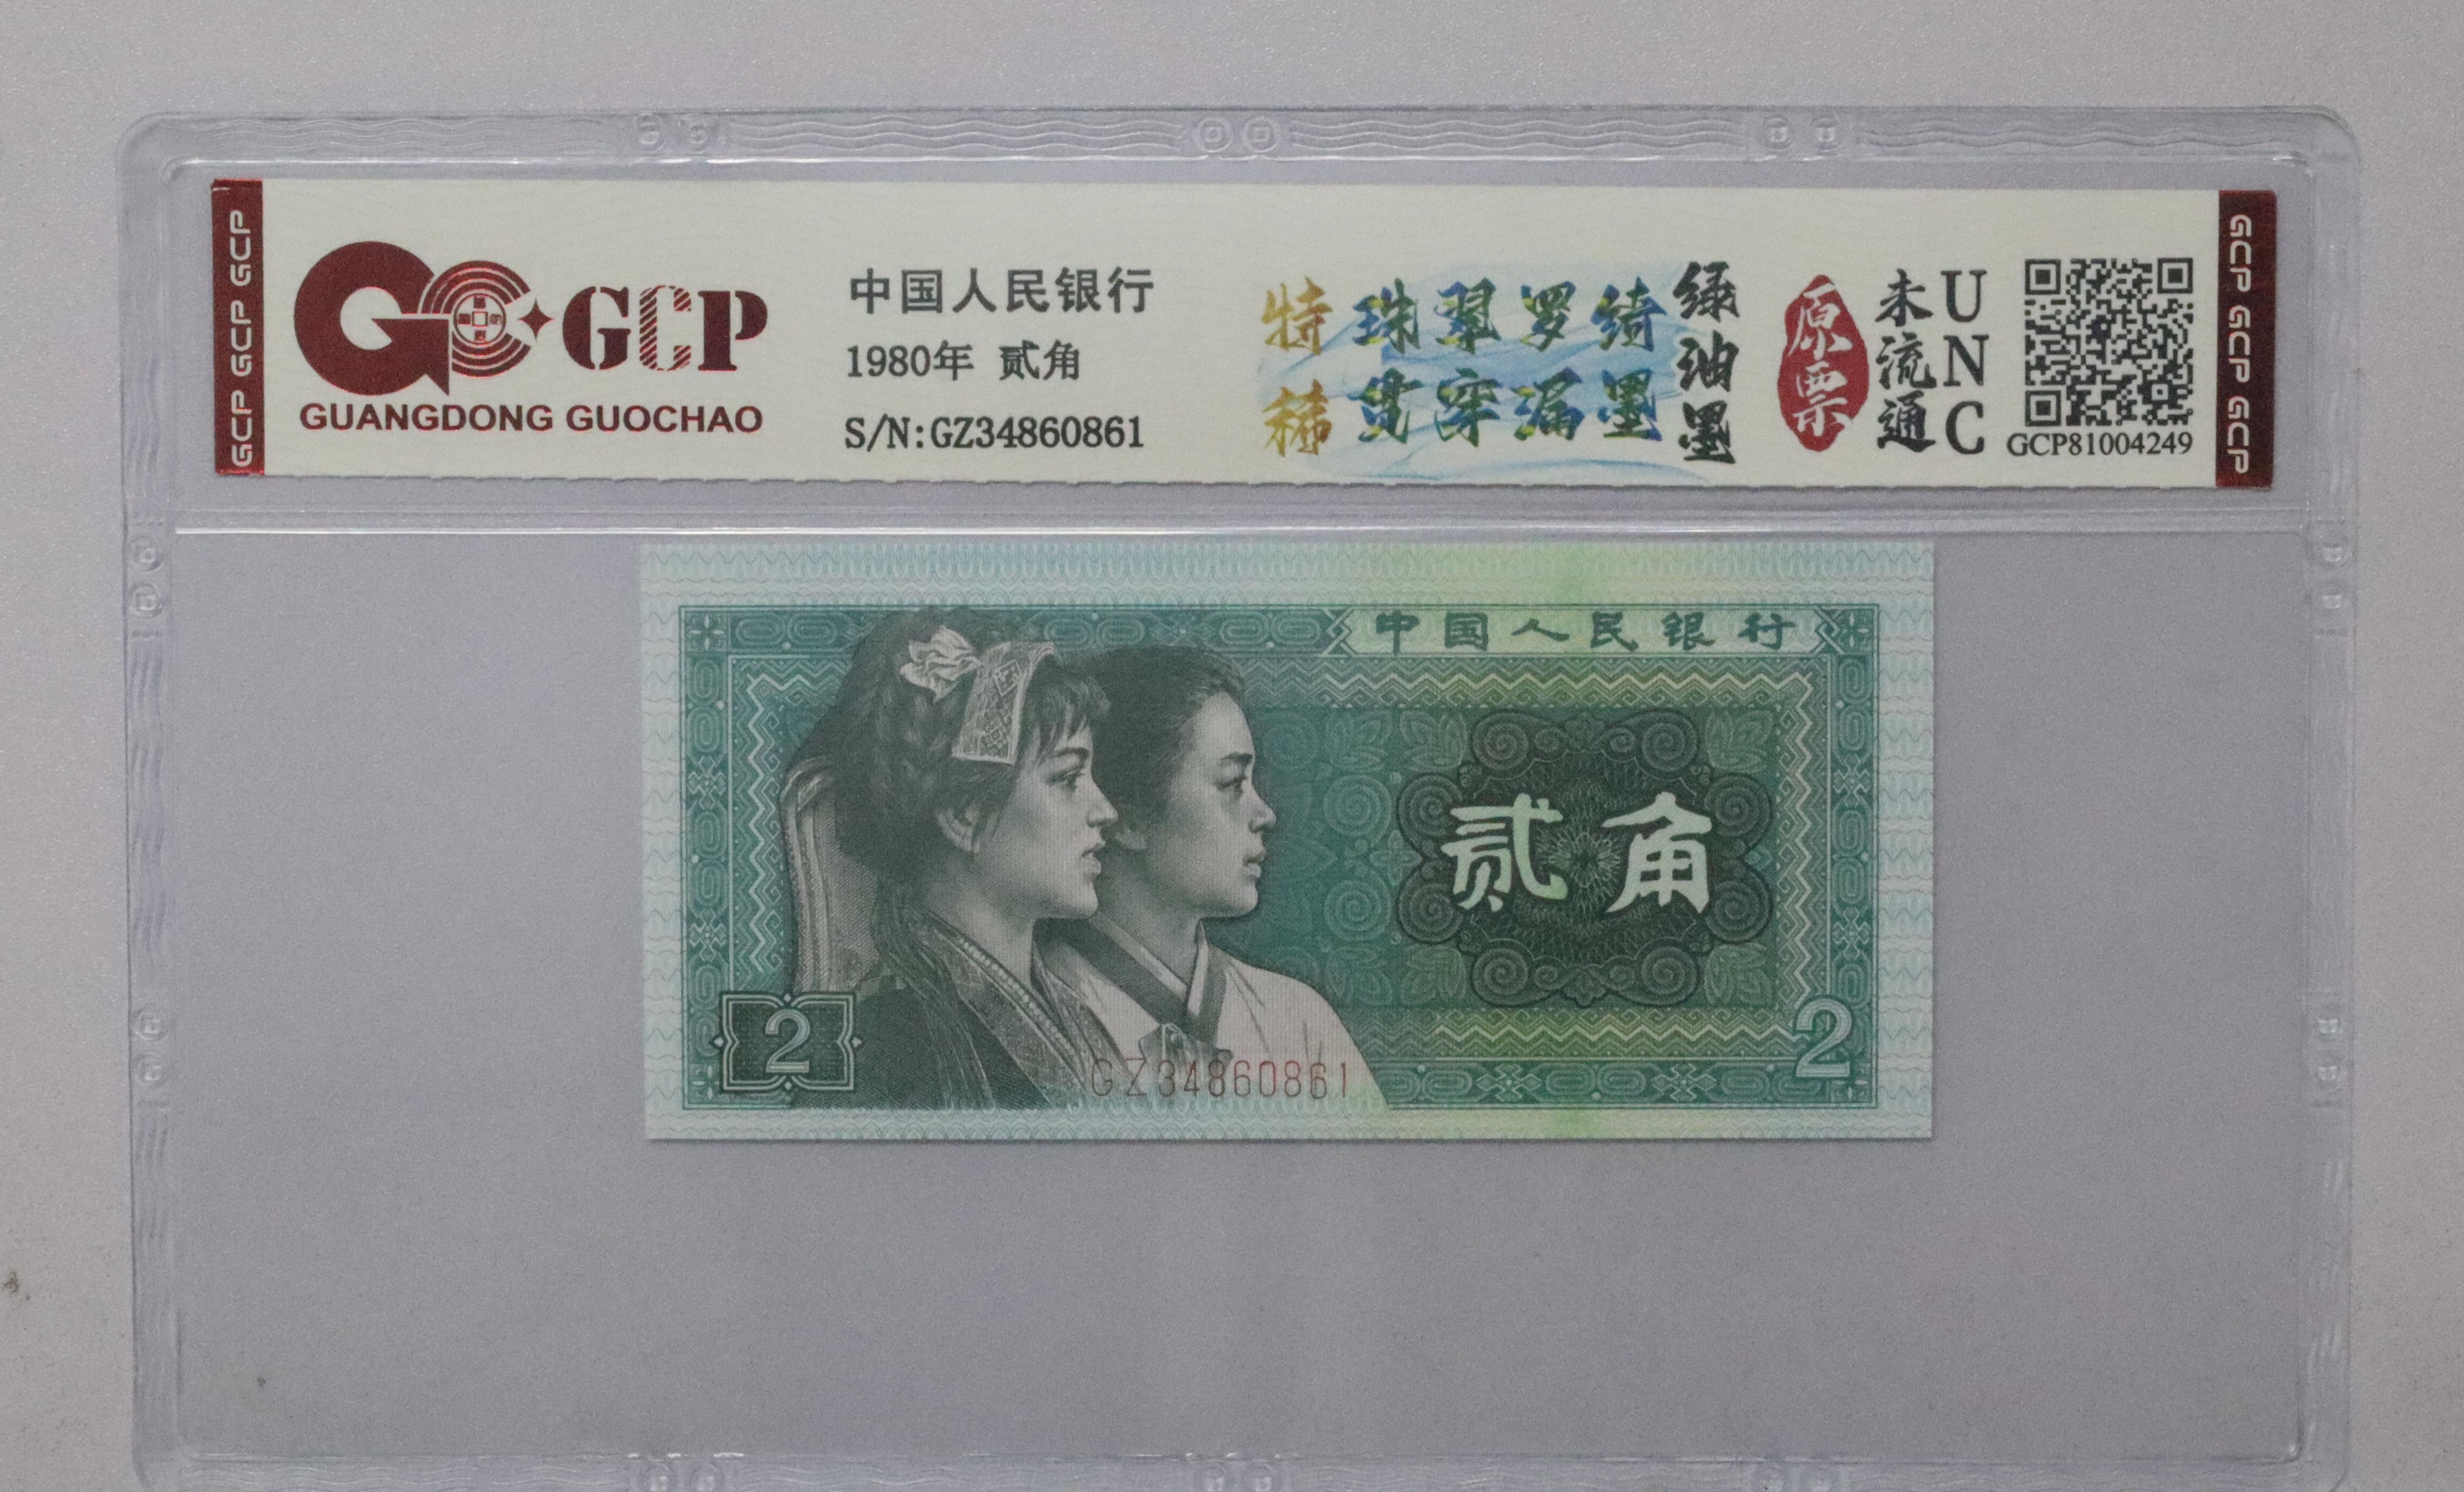 GCP GCP GCP
GCP
GUANGDONG GUOCHAO
中国人民银行
1980年 贰角
S/N:GZ34860861
特稀
珠翠罗绮
贯穿漏墨
绿油墨
原票
未流通
UNC
GCP81004249
GCP GCP GCP
中国人民银行
贰角
2
2
GZ34860861